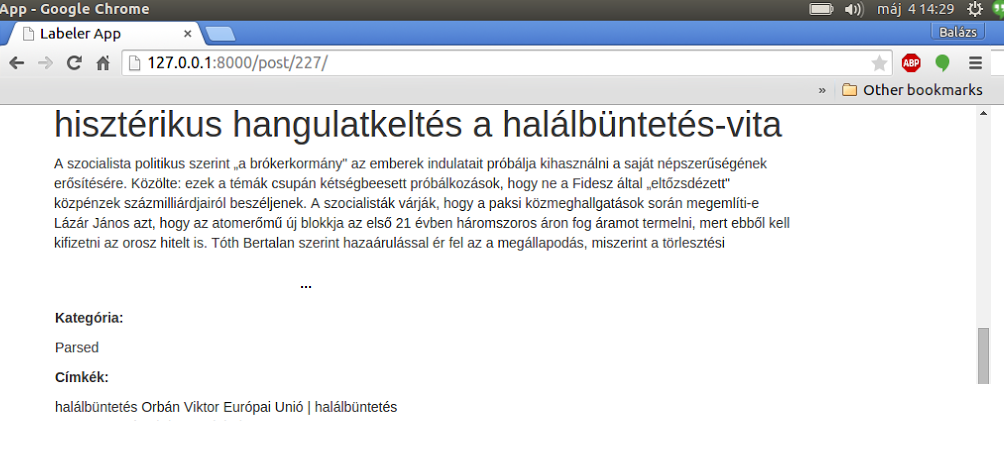 App - Google Chrome
máj 4 14:29
Labeler App ×
Balázs
127.0.0.1:8000/post/227/
ABP
» Other bookmarks
hisztérikus hangulatkeltés a halálbüntetés-vita
A szocialista politikus szerint „a brókerkormány" az emberek indulatait próbálja kihasználni a saját népszerűségének
erősítésére. Közölte: ezek a témák csupán kétségbeesett próbálkozások, hogy ne a Fidesz által „eltőzsdézett"
közpénzek százmilliárdjairól beszéljenek. A szocialisták várják, hogy a paksi közmeghallgatások során megemlíti-e
Lázár János azt, hogy az atomerőmű új blokkja az első 21 évben háromszoros áron fog áramot termelni, mert ebből kell
kifizetni az orosz hitelt is. Tóth Bertalan szerint hazaárulással ér fel az a megállapodás, miszerint a törlesztési
...
Kategória:
Parsed
Címkék:
halálbüntetés Orbán Viktor Európai Unió | halálbüntetés